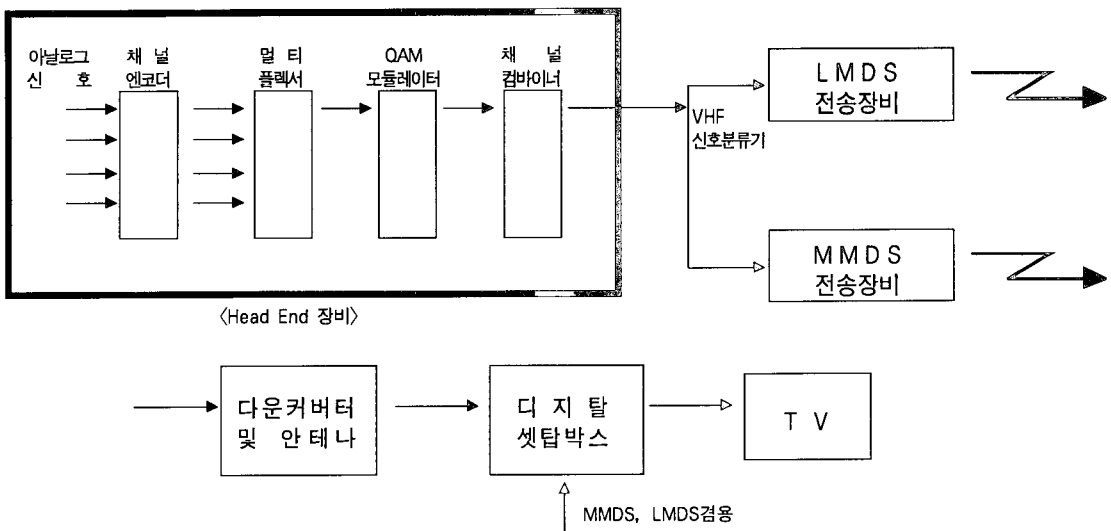 아날로그
신 호
채 널
엔코더
멀 티
플렉서
QAM
모듈레이터
채 널
컴바이너
VHF
신호분류기
LMDS
전송장비
MMDS
전송장비
〈Head End 장비〉
다운커버터
및 안테나
디 지 탈
셋탑박스
T V
MMDS, LMDS겸용